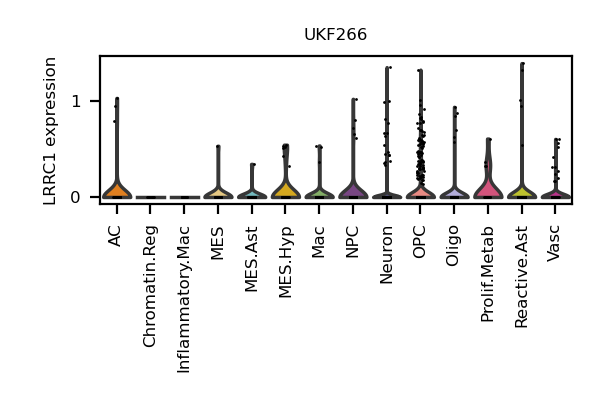 UKF266
LRRC1 expression
1
0
AC
Chromatin.Reg
Inflammatory.Mac
MES
MES.Ast
MES.Hyp
Mac
NPC
Neuron
OPC
Oligo
Prolif.Metab
Reactive.Ast
Vasc